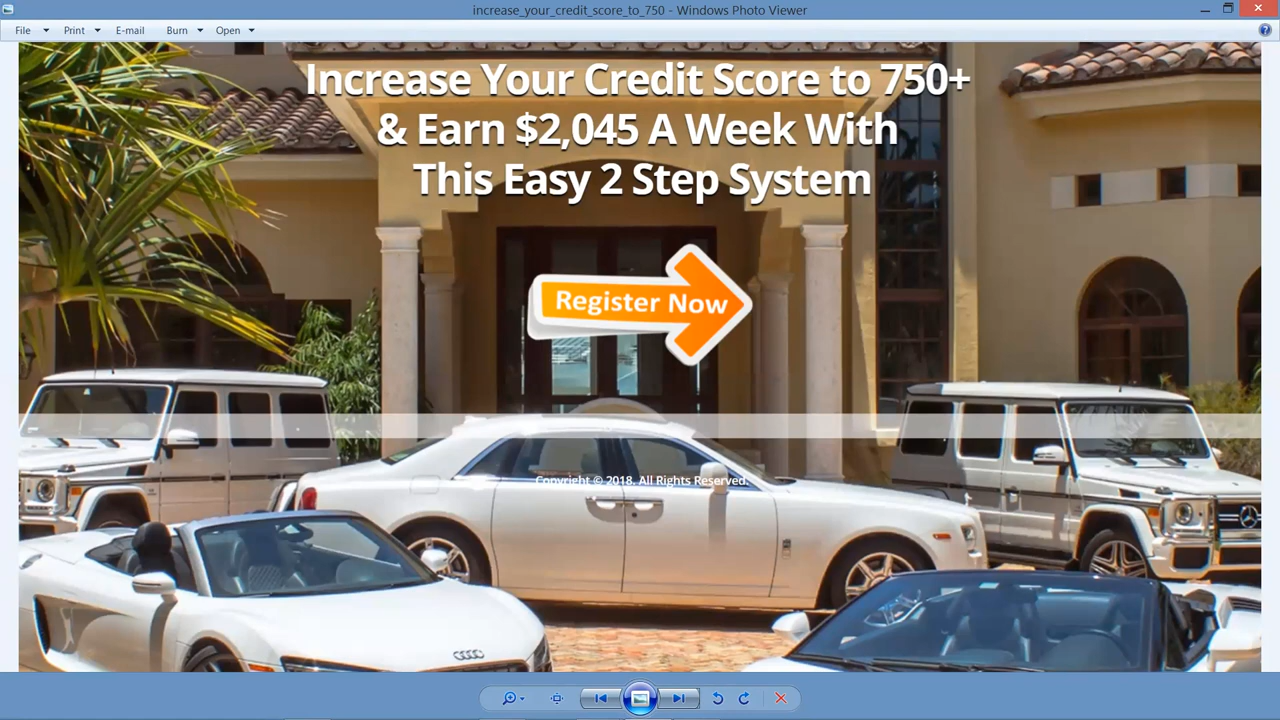 increase_your_credit_score_to_750 - Windows Photo Viewer
File Print E-mail Burn Open
Increase Your Credit Score to 750+
& Earn $2,045 A Week With
This Easy 2 Step System
Register Now
Copyright © 2018. All Rights Reserved.